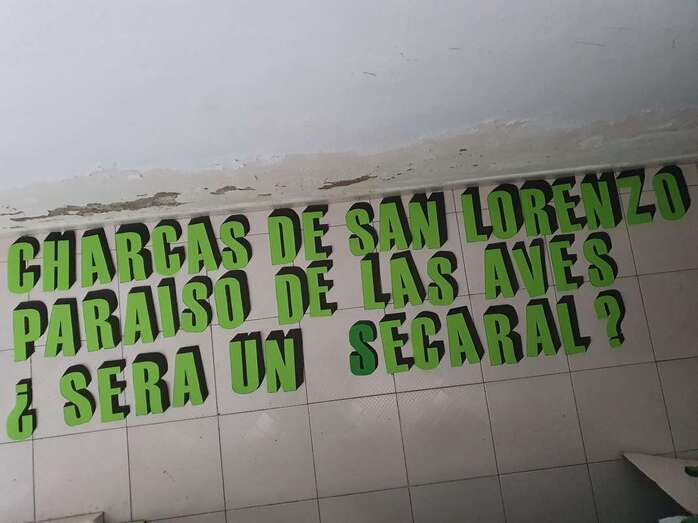 CHARCAS DE SAN LORENZO
PARAISO DE LAS AVES
¿ SERA UN SECARAL ?